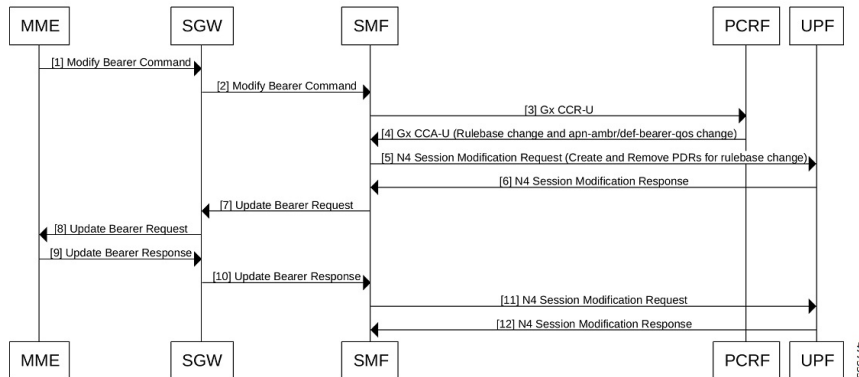 MME SGW SMF PCRF UPF
[1] Modify Bearer Command
[2] Modify Bearer Command
[3] Gx CCR-U
[4] Gx CCA-U (Rulebase change and apn-ambr/def-bearer-qos change)
[5] N4 Session Modification Request (Create and Remove PDRs for rulebase change)
[6] N4 Session Modification Response
[7] Update Bearer Request
[8] Update Bearer Request
[9] Update Bearer Response
[10] Update Bearer Response
[11] N4 Session Modification Request
[12] N4 Session Modification Response
MME SGW SMF PCRF UPF